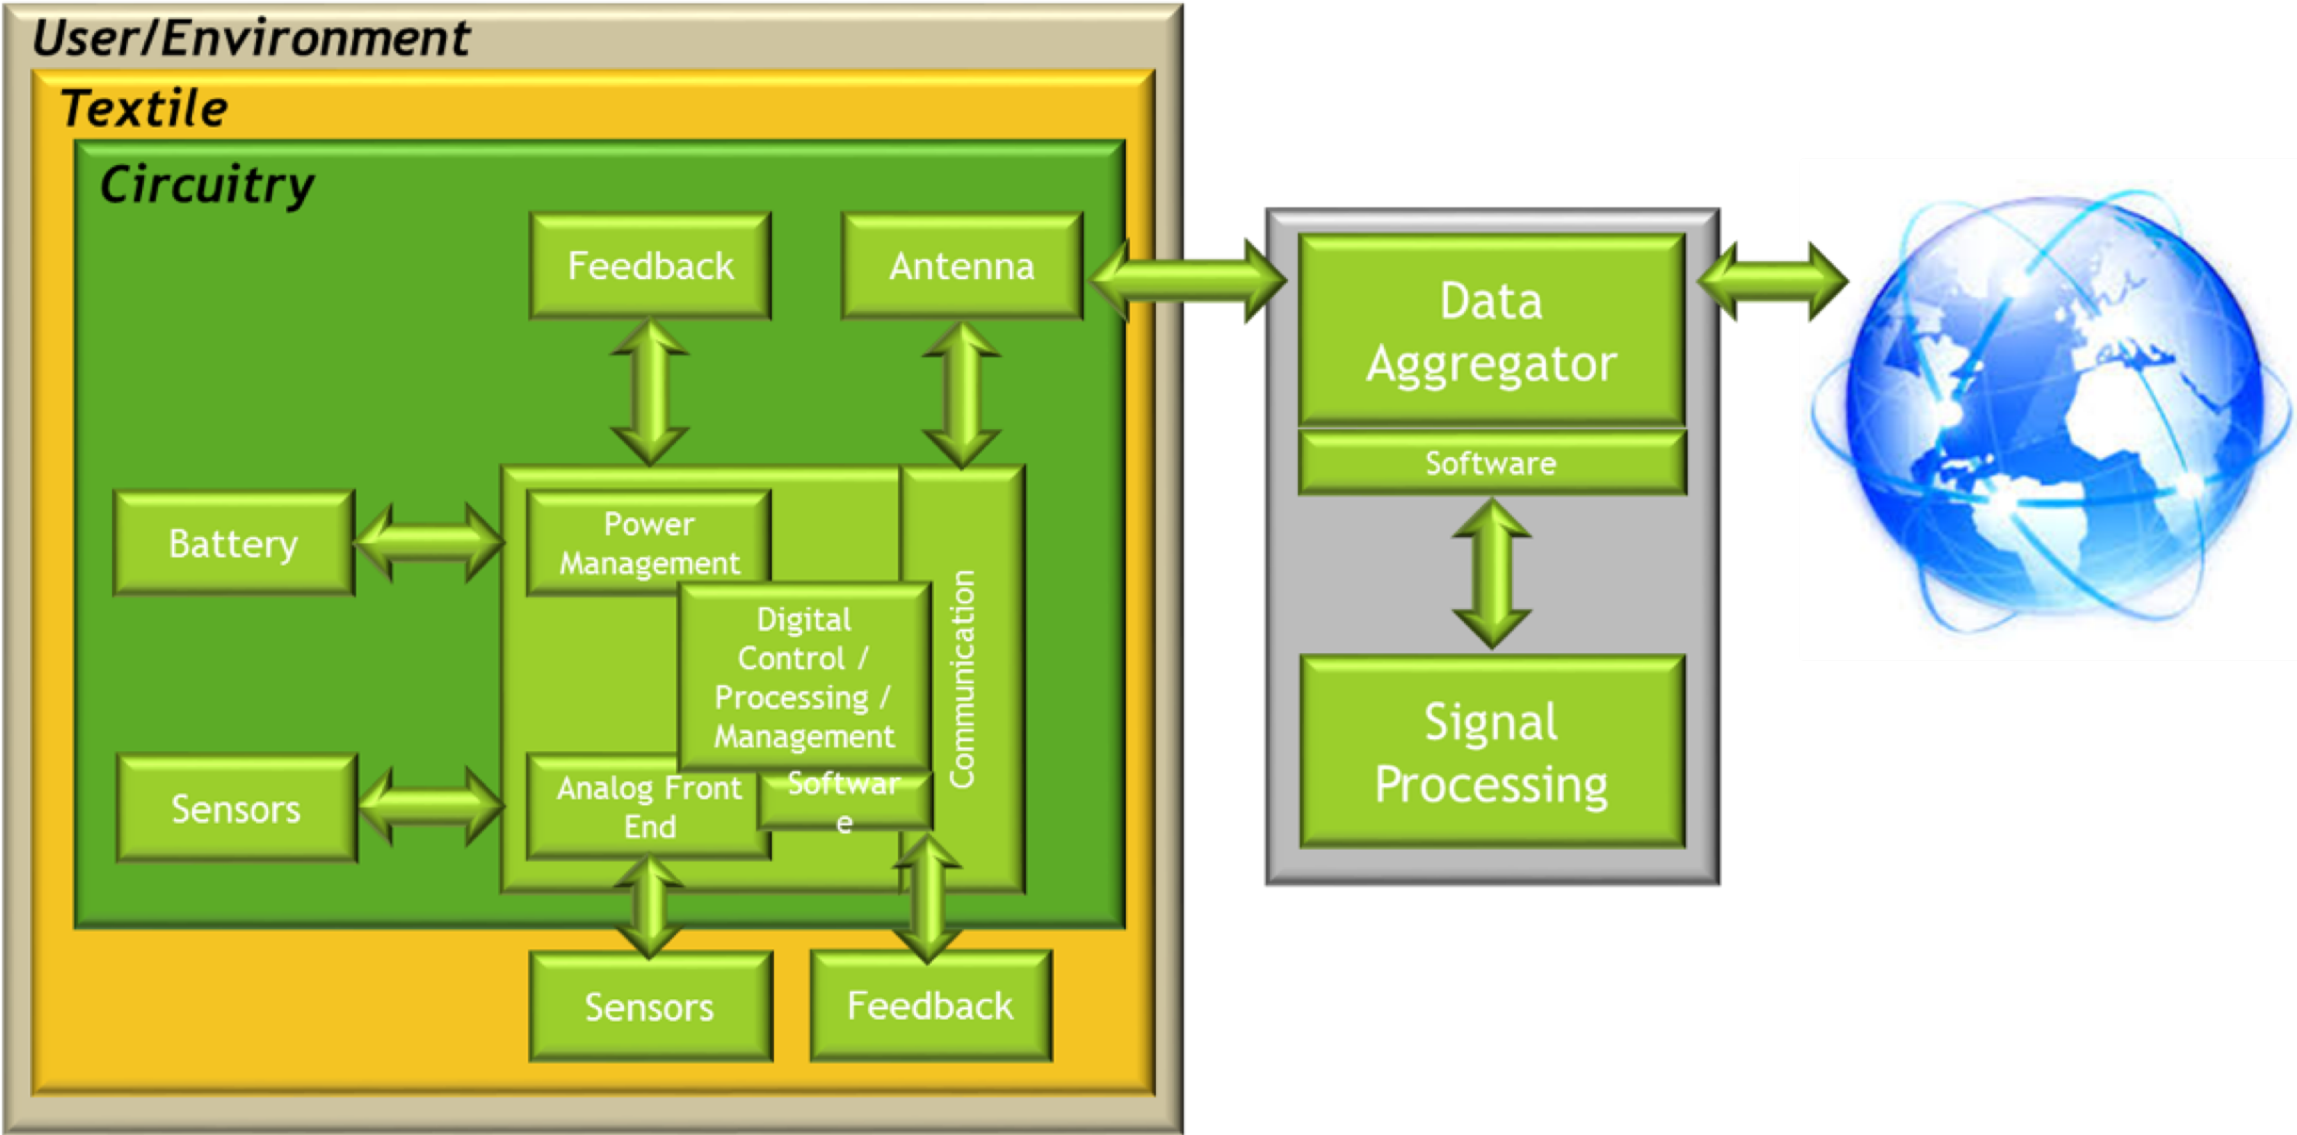 User/Environment
Textile
Circuitry
Feedback
Antenna
Battery
Power
Management
Digital
Control /
Processing /
Management
Communication
Sensors
Analog Front
End
Softwar
e
Sensors
Feedback
Data
Aggregator
Software
Signal
Processing